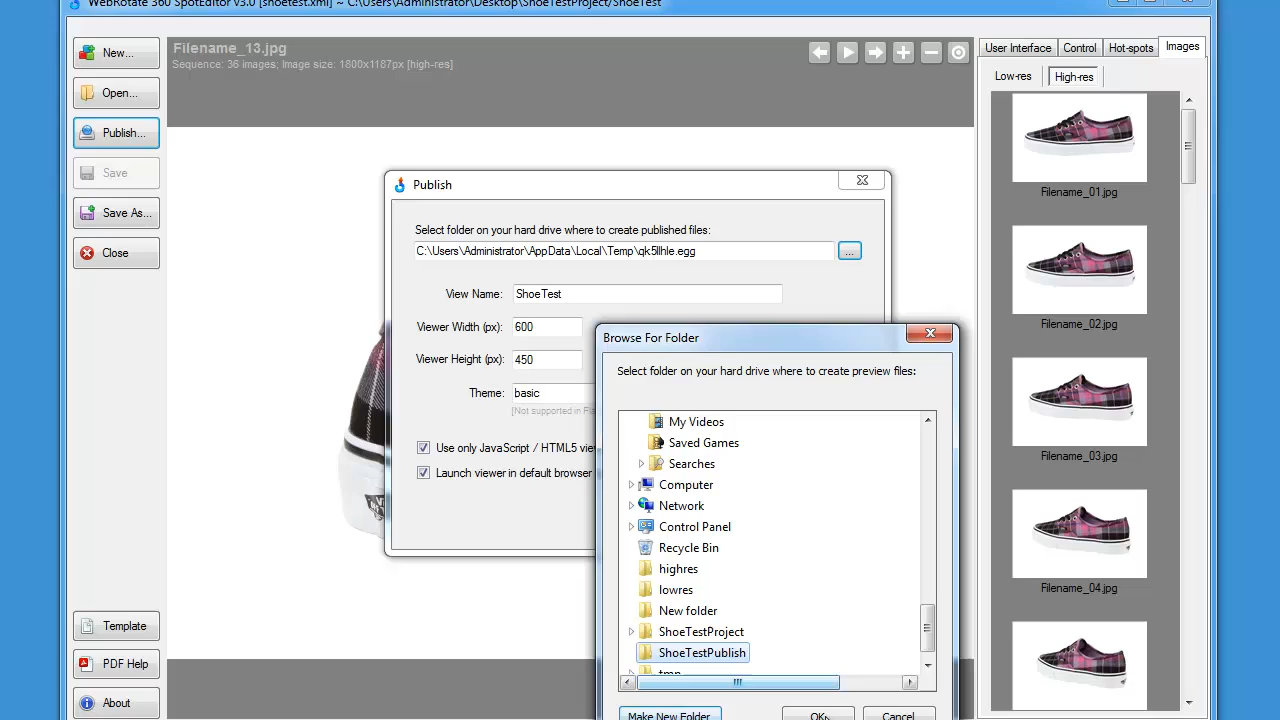 WebRotate 360 SpotEditor v3.0 [shoetest.xml] ~ C:\Users\Administrator\Desktop\ShoeTestProject\ShoeTest
New...
Open...
Publish...
Save
Save As...
Close
Template
PDF Help
About
Filename_13.jpg
Sequence: 36 images; Image size: 1800x1187px [high-res]
User Interface
Control
Hot-spots
Images
Low-res
High-res
Filename_01.jpg
Filename_02.jpg
Filename_03.jpg
Filename_04.jpg
Publish
Select folder on your hard drive where to create published files:
C:\Users\Administrator\AppData\Local\Temp\qk5llhle.egg
...
View Name: ShoeTest
Viewer Width (px): 600
Viewer Height (px): 450
Theme: basic
[Not supported in Fla
Use only JavaScript / HTML5 vie
Launch viewer in default browser
Browse For Folder
Select folder on your hard drive where to create preview files:
My Videos
Saved Games
Searches
Computer
Network
Control Panel
Recycle Bin
highres
lowres
New folder
ShoeTestProject
ShoeTestPublish
tmp
Make New Folder
OK
Cancel